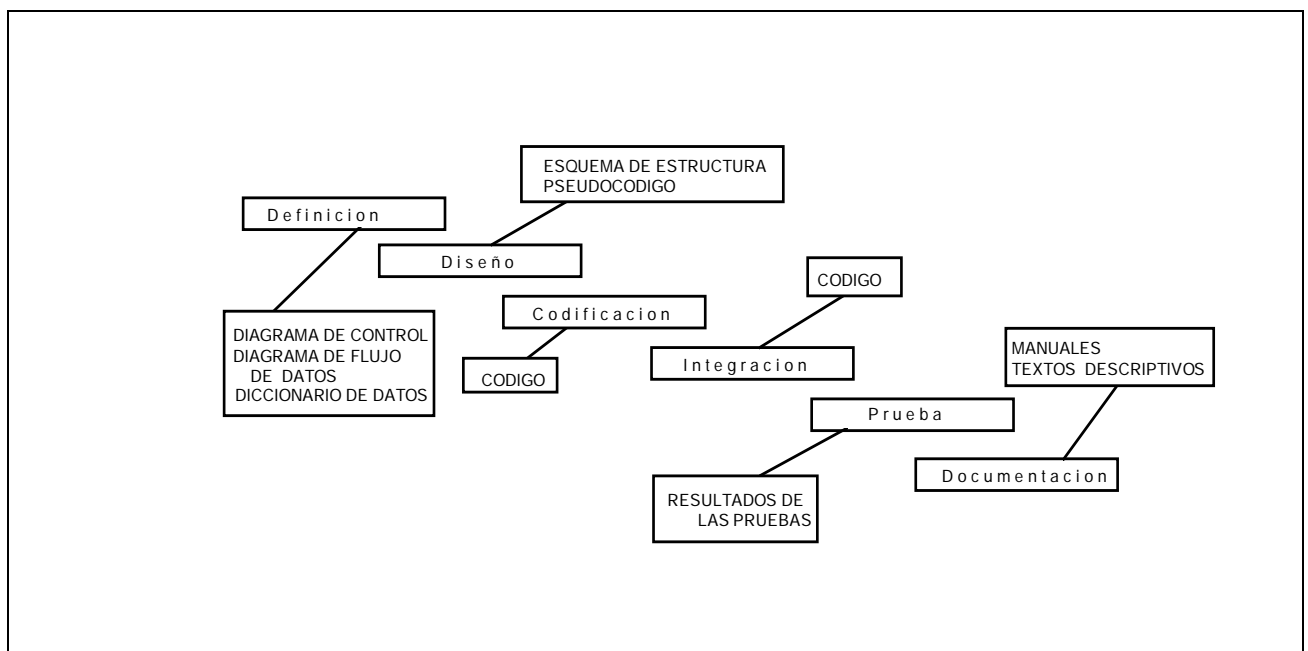 ESQUEMA DE ESTRUCTURA
PSEUDOCODIGO
Definicion
Diseño
CODIGO
Codificacion
DIAGRAMA DE CONTROL
DIAGRAMA DE FLUJO
DE DATOS
DICCIONARIO DE DATOS
CODIGO
Integracion
MANUALES
TEXTOS DESCRIPTIVOS
Prueba
Documentacion
RESULTADOS DE
LAS PRUEBAS